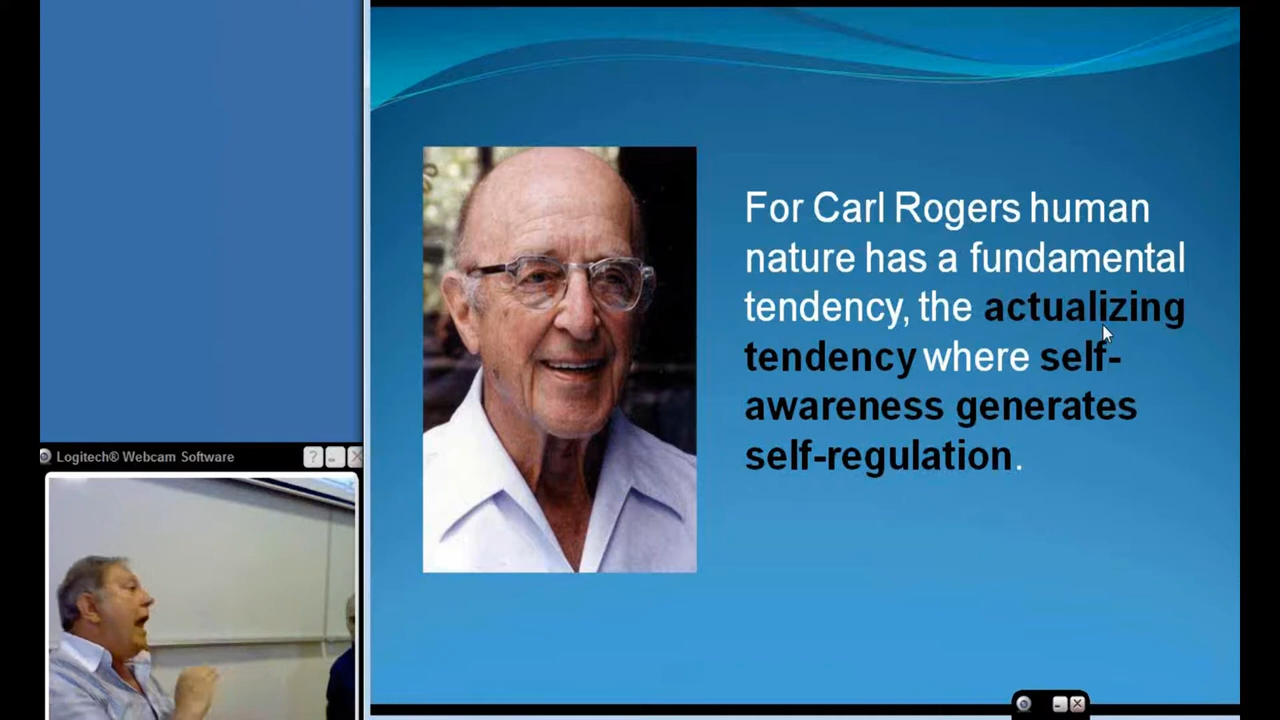 For Carl Rogers human
nature has a fundamental
tendency, the actualizing
tendency where self-
awareness generates
self-regulation.
Logitech® Webcam Software
?